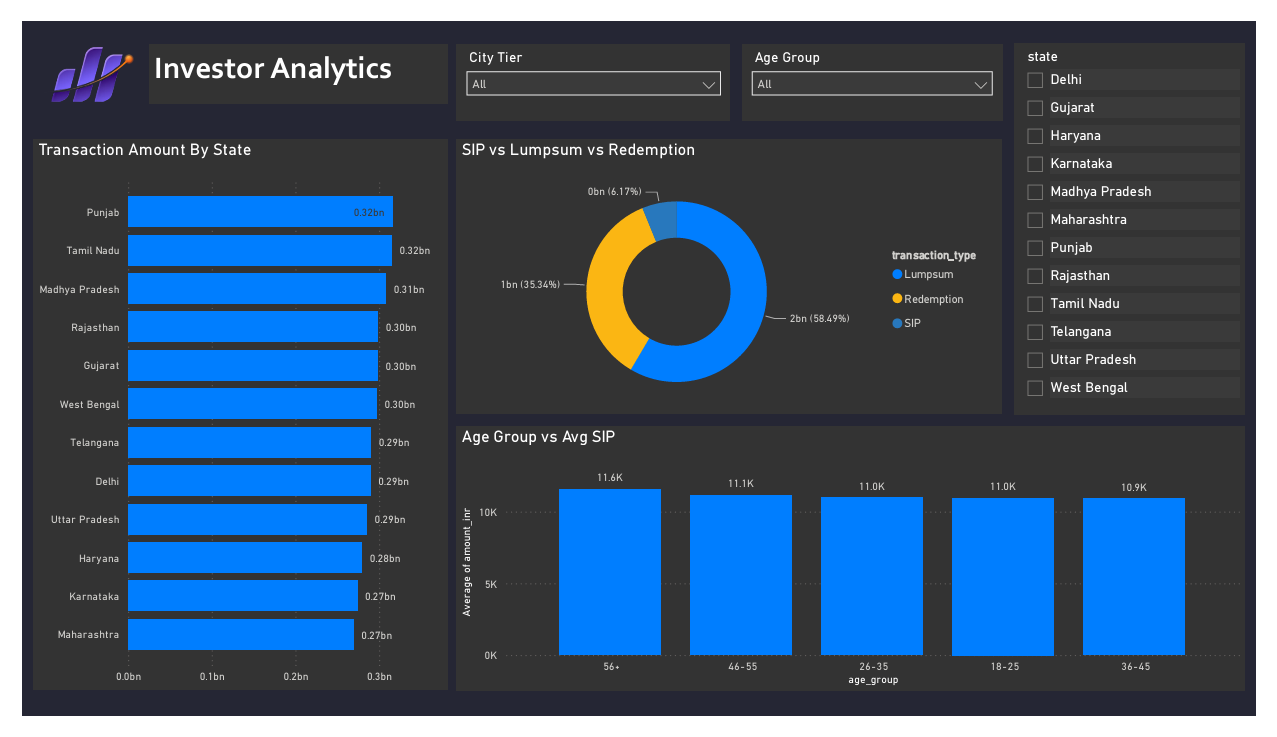 Investor Analytics
City Tier
All
Age Group
All
state
Delhi
Gujarat
Haryana
Karnataka
Madhya Pradesh
Maharashtra
Punjab
Rajasthan
Tamil Nadu
Telangana
Uttar Pradesh
West Bengal
Transaction Amount By State
Punjab 0.32bn
Tamil Nadu 0.32bn
Madhya Pradesh 0.31bn
Rajasthan 0.30bn
Gujarat 0.30bn
West Bengal 0.30bn
Telangana 0.29bn
Delhi 0.29bn
Uttar Pradesh 0.29bn
Haryana 0.28bn
Karnataka 0.27bn
Maharashtra 0.27bn
0.0bn 0.1bn 0.2bn 0.3bn
SIP vs Lumpsum vs Redemption
0bn (6.17%)
1bn (35.34%)
2bn (58.49%)
transaction_type
Lumpsum
Redemption
SIP
Age Group vs Avg SIP
11.6K 11.1K 11.0K 11.0K 10.9K
Average of amount_inr
10K
5K
0K
56+ 46-55 26-35 18-25 36-45
age_group